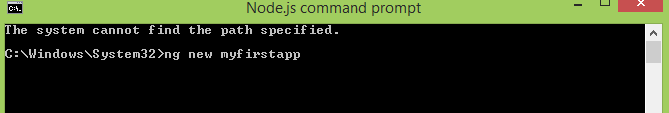 Node.js command prompt
The system cannot find the path specified.
C:\Windows\System32>ng new myfirstapp